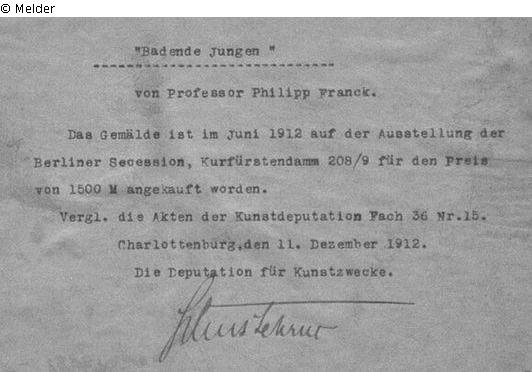 © Melder
"Badende Jungen "
von Professor Philipp Franck.
Das Gemälde ist im Juni 1912 auf der Ausstellung der
Berliner Secession, Kurfürstendamm 208/9 für den Preis
von 1500 M angekauft worden.
Vergl. die Akten der Kunstdeputation Fach 36 Nr.15.
Charlottenburg,den 11. Dezember 1912.
Die Deputation für Kunstzwecke.